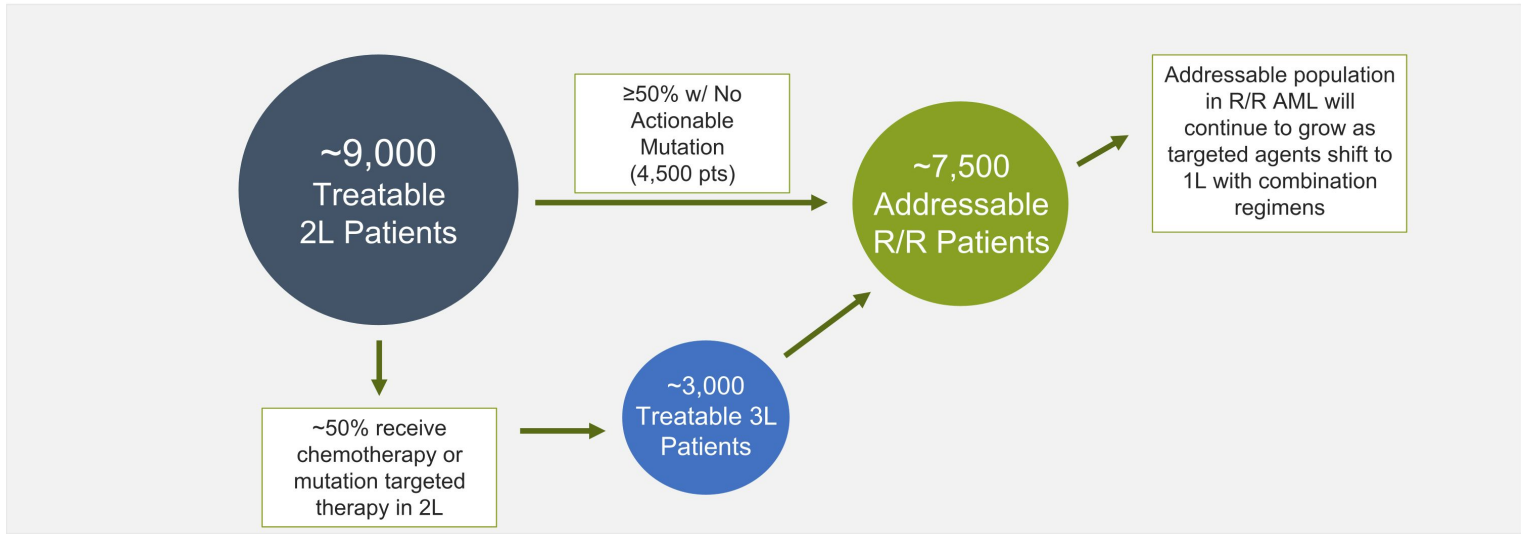 ~9,000
Treatable
2L Patients
≥50% w/ No
Actionable
Mutation
(4,500 pts)
~7,500
Addressable
R/R Patients
Addressable population
in R/R AML will
continue to grow as
targeted agents shift to
1L with combination
regimens
~50% receive
chemotherapy or
mutation targeted
therapy in 2L
~3,000
Treatable 3L
Patients